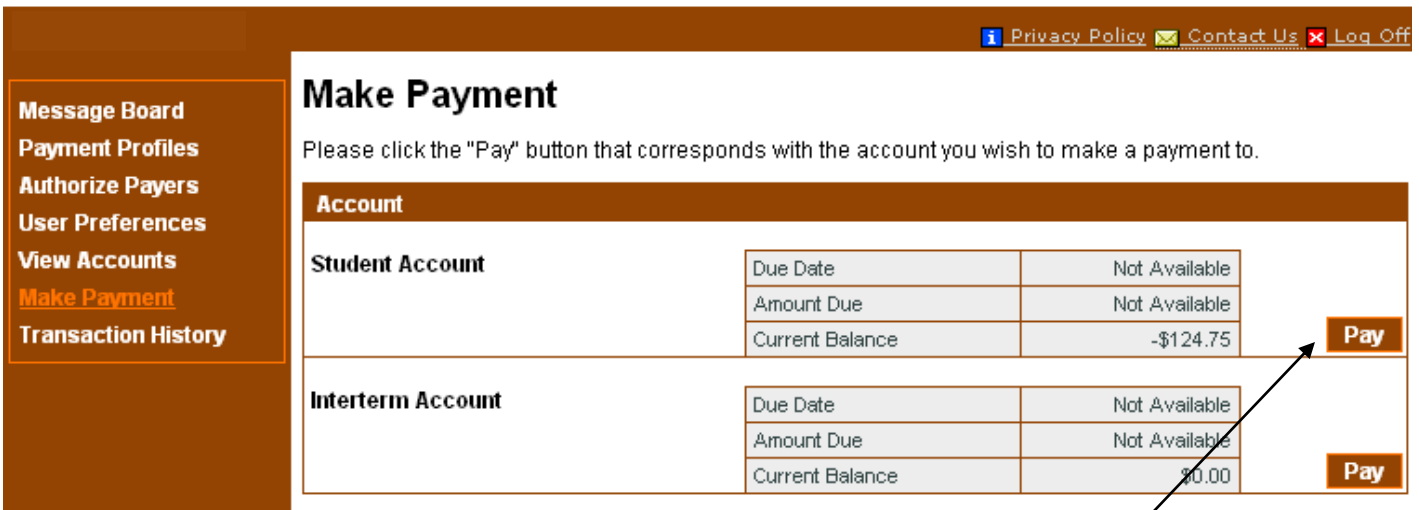 Privacy Policy Contact Us Log Off
Message Board
Payment Profiles
Authorize Payers
User Preferences
View Accounts
Make Payment
Transaction History
Make Payment
Please click the "Pay" button that corresponds with the account you wish to make a payment to.
Account
Student Account
Due Date Not Available
Amount Due Not Available
Current Balance -$124.75
Pay
Interterm Account
Due Date Not Available
Amount Due Not Available
Current Balance $0.00
Pay